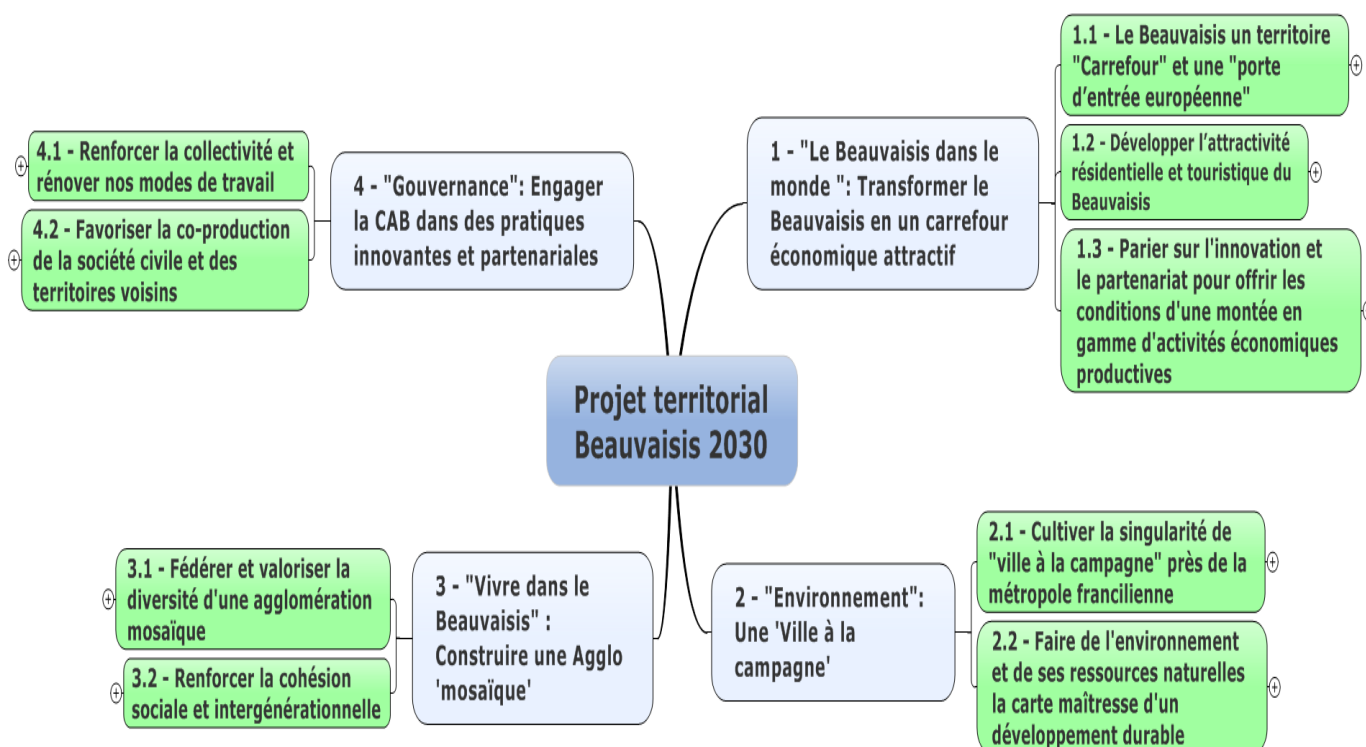 Projet territorial
Beauvaisis 2030
1 - "Le Beauvaisis dans le
monde ": Transformer le
Beauvaisis en un carrefour
économique attractif
1.1 - Le Beauvaisis un territoire
"Carrefour" et une "porte
d’entrée européenne"
1.2 - Développer l’attractivité
résidentielle et touristique du
Beauvaisis
1.3 - Parier sur l'innovation et
le partenariat pour offrir les
conditions d'une montée en
gamme d'activités économiques
productives
2 - "Environnement":
Une 'Ville à la
campagne'
2.1 - Cultiver la singularité de
"ville à la campagne" près de la
métropole francilienne
2.2 - Faire de l'environnement
et de ses ressources naturelles
la carte maîtresse d'un
développement durable
3 - "Vivre dans le
Beauvaisis" :
Construire une Agglo
'mosaïque'
3.1 - Fédérer et valoriser la
diversité d'une agglomération
mosaïque
3.2 - Renforcer la cohésion
sociale et intergénérationnelle
4 - "Gouvernance": Engager
la CAB dans des pratiques
innovantes et partenariales
4.1 - Renforcer la collectivité et
rénover nos modes de travail
4.2 - Favoriser la co-production
de la société civile et des
territoires voisins